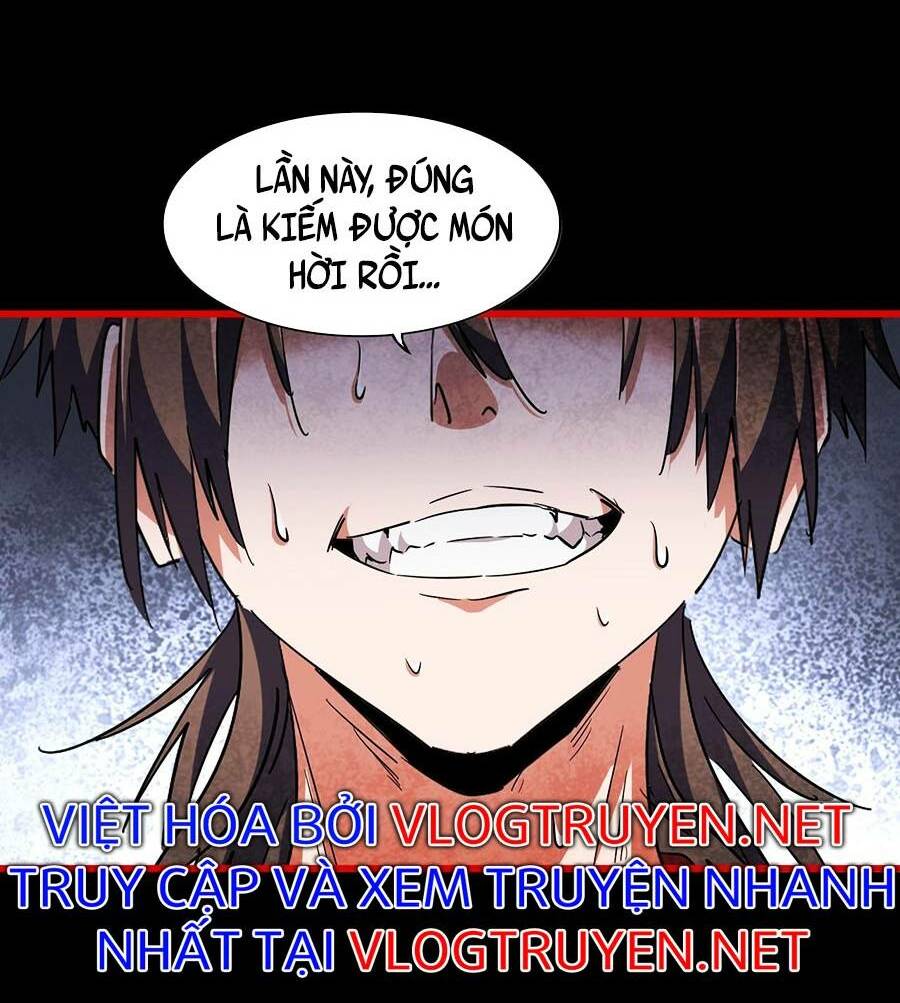 LẦN NÀY, ĐÚNG
LÀ KIẾM ĐƯỢC MÓN
HỜI RỒI...
VIỆT HÓA BỞI VLOGTRUYEN.NET
TRUY CẬP VÀ XEM TRUYỆN NHANH
NHẤT TẠI VLOGTRUYEN.NET